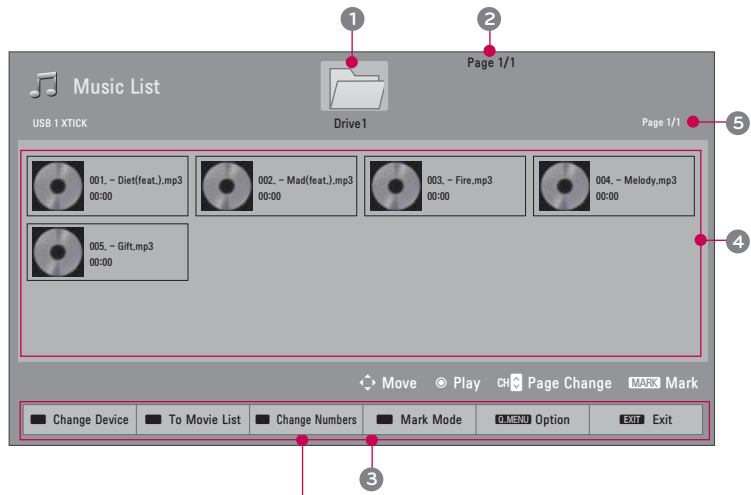 1
2
Page 1/1
Music List
Drive1
USB 1 XTICK
Page 1/1
5
001. - Diet(feat.).mp3
00:00
002. - Mad(feat.).mp3
00:00
003. - Fire.mp3
00:00
004. - Melody.mp3
00:00
4
005. - Gift.mp3
00:00
Move
Play
CH Page Change
MARK Mark
Change Device
To Movie List
Change Numbers
Mark Mode
Q.MENU Option
EXIT Exit
3